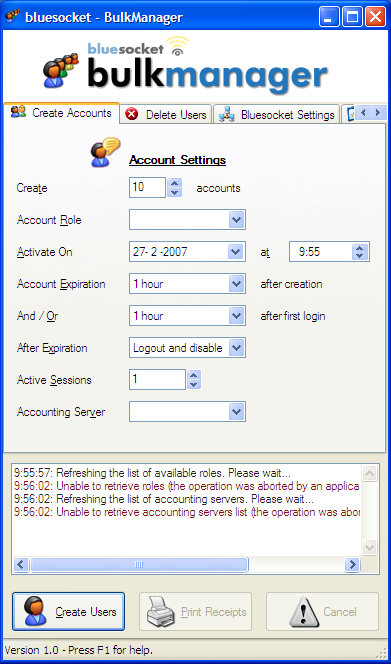 bluesocket - BulkManager
bluesocket
bulkmanager
Create Accounts Delete Users Bluesocket Settings
Account Settings
Create 10 accounts
Account Role
Activate On 27- 2 -2007 at 9:55
Account Expiration 1 hour after creation
And / Or 1 hour after first login
After Expiration Logout and disable
Active Sessions 1
Accounting Server
9:55:57: Refreshing the list of available roles. Please wait...
9:56:02: Unable to retrieve roles (the operation was aborted by an applica
9:56:02: Refreshing the list of accounting servers. Please wait...
9:56:02: Unable to retrieve accounting servers list (the operation was abor
Create Users Print Receipts Cancel
Version 1.0 - Press F1 for help.